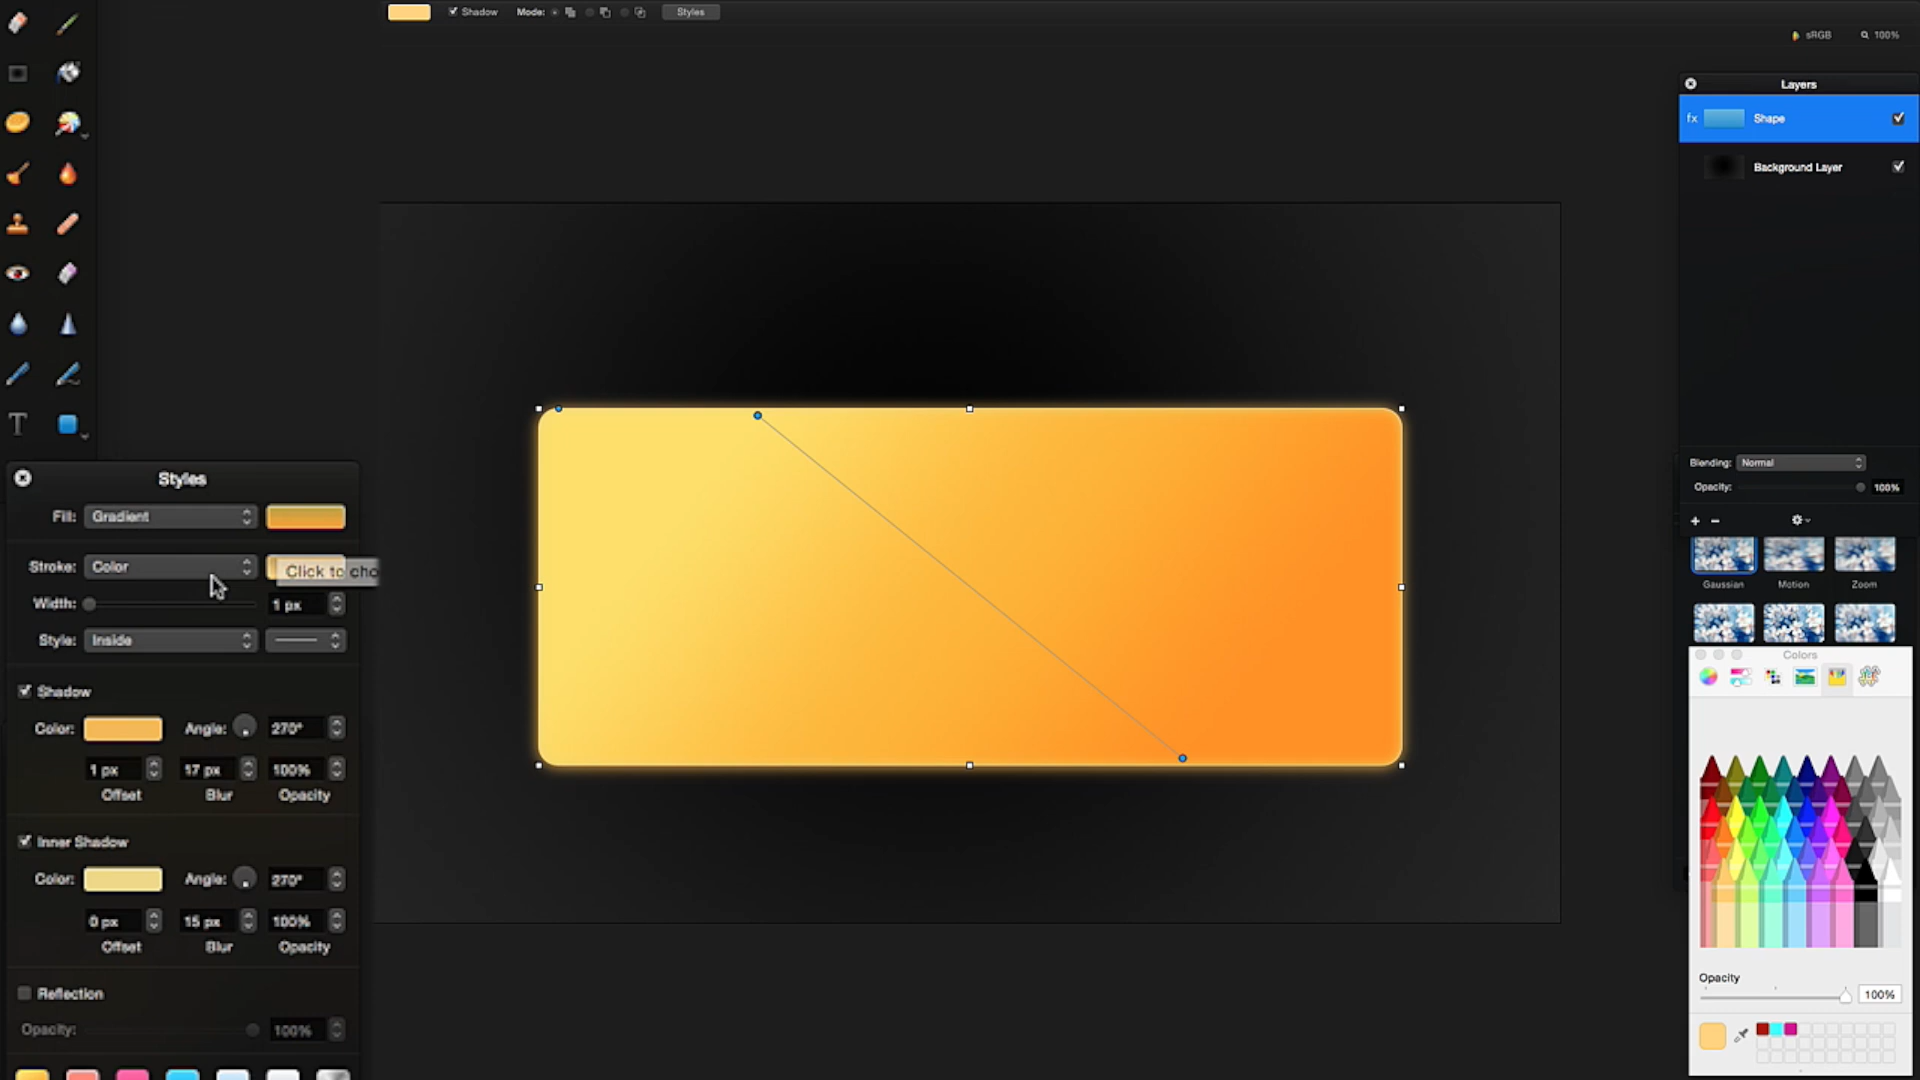 Shadow Mode: Styles
sRGB 100%
Layers
fx Shape
Background Layer
T
Styles
Fill: Gradient
Stroke: Color
Click to cho
Width: 1 px
Style: Inside
Shadow
Color: Angle: 270°
1 px 17 px 100%
Offset Blur Opacity
Inner Shadow
Color: Angle: 270°
0 px 15 px 100%
Offset Blur Opacity
Reflection
Opacity: 100%
Blending: Normal
Opacity: 100%
Gaussian Motion Zoom
Colors
Opacity
100%